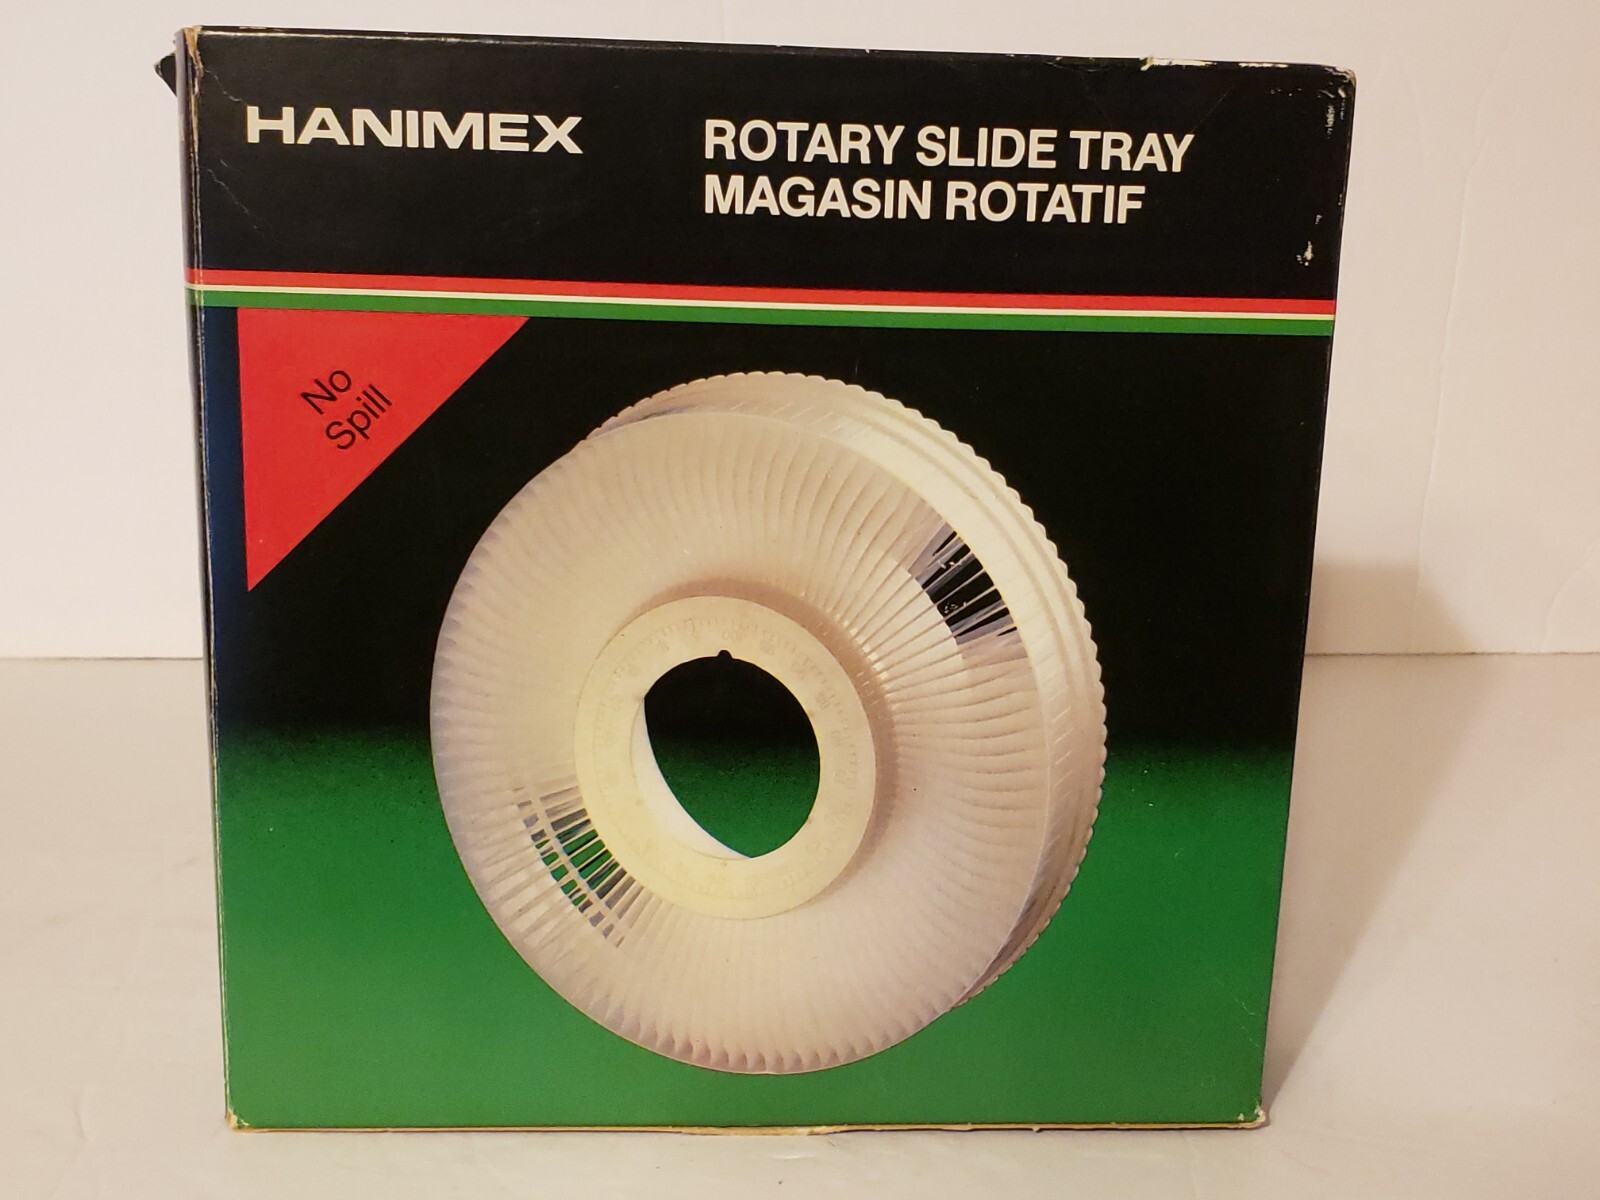 HANIMEX
ROTARY SLIDE TRAY
MAGASIN ROTATIF
No
Spill